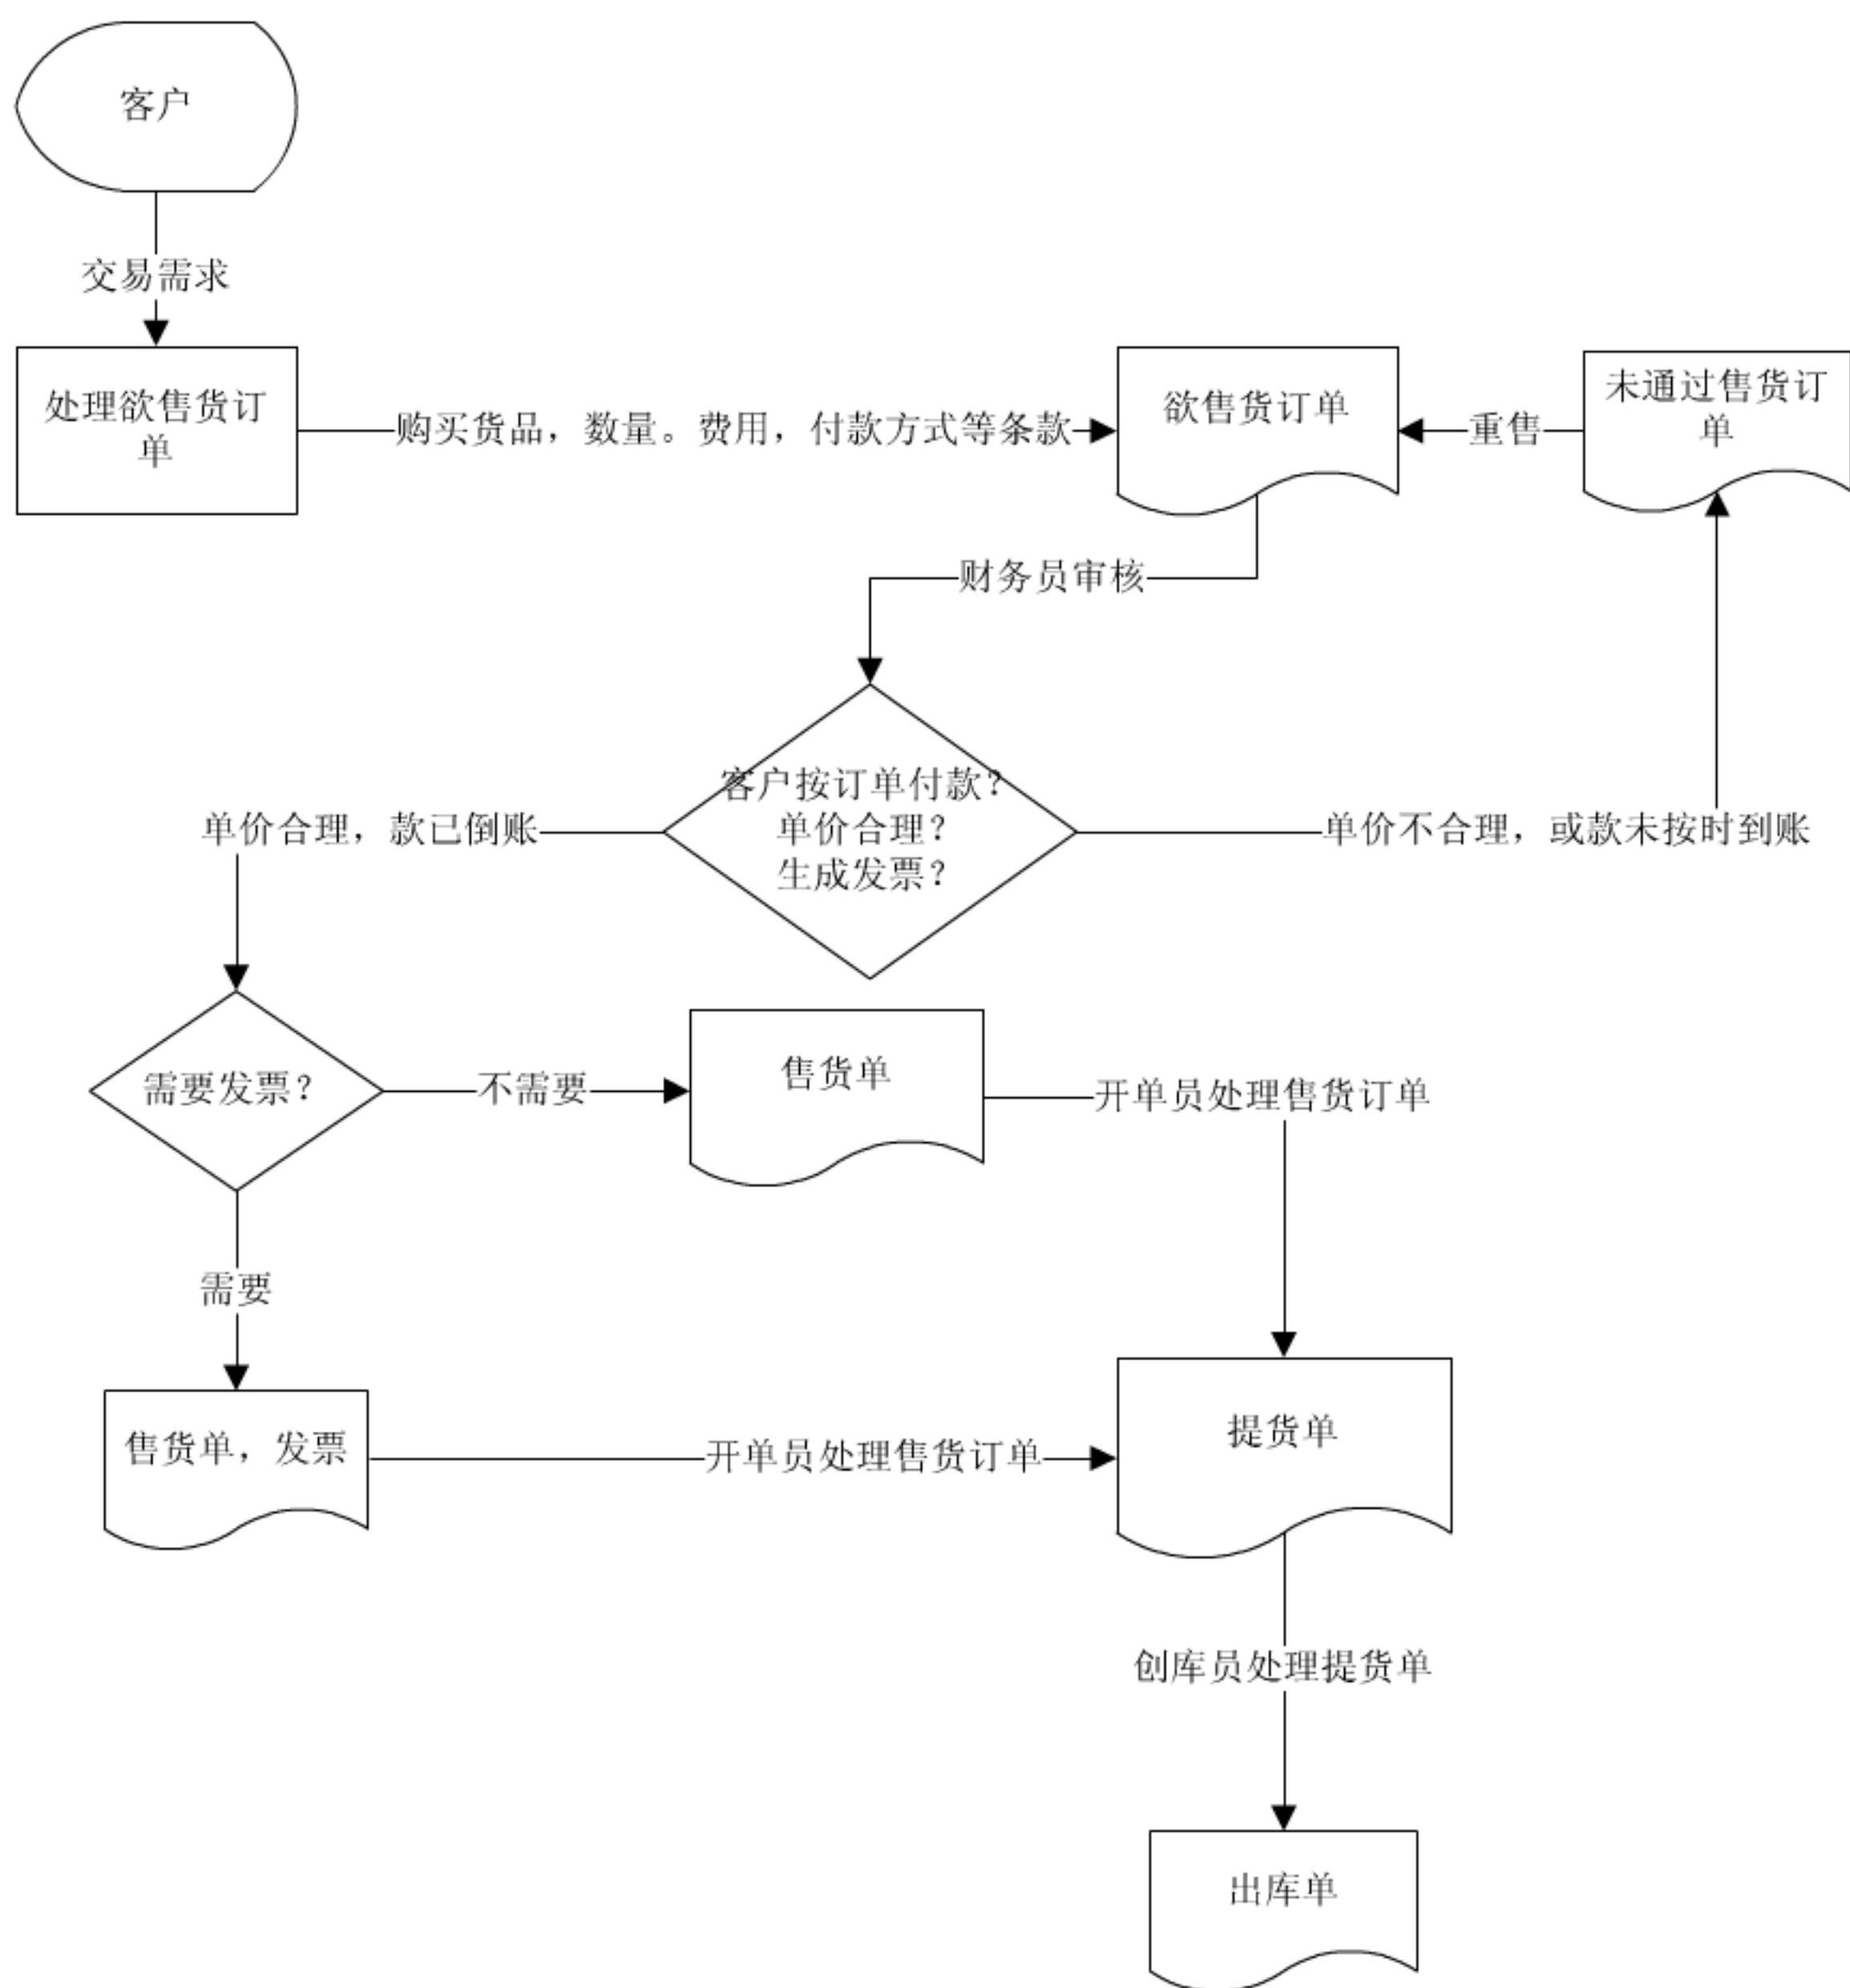 客户
交易需求
处理欲售货订
单
购买货品，数量。费用，付款方式等条款
欲售货订单
重售
未通过售货订
单
财务员审核
客户按订单付款？
单价合理？
生成发票？
单价合理，款已倒账
单价不合理，或款未按时到账
需要发票？
不需要
售货单
开单员处理售货订单
需要
售货单，发票
开单员处理售货订单
提货单
创库员处理提货单
出库单